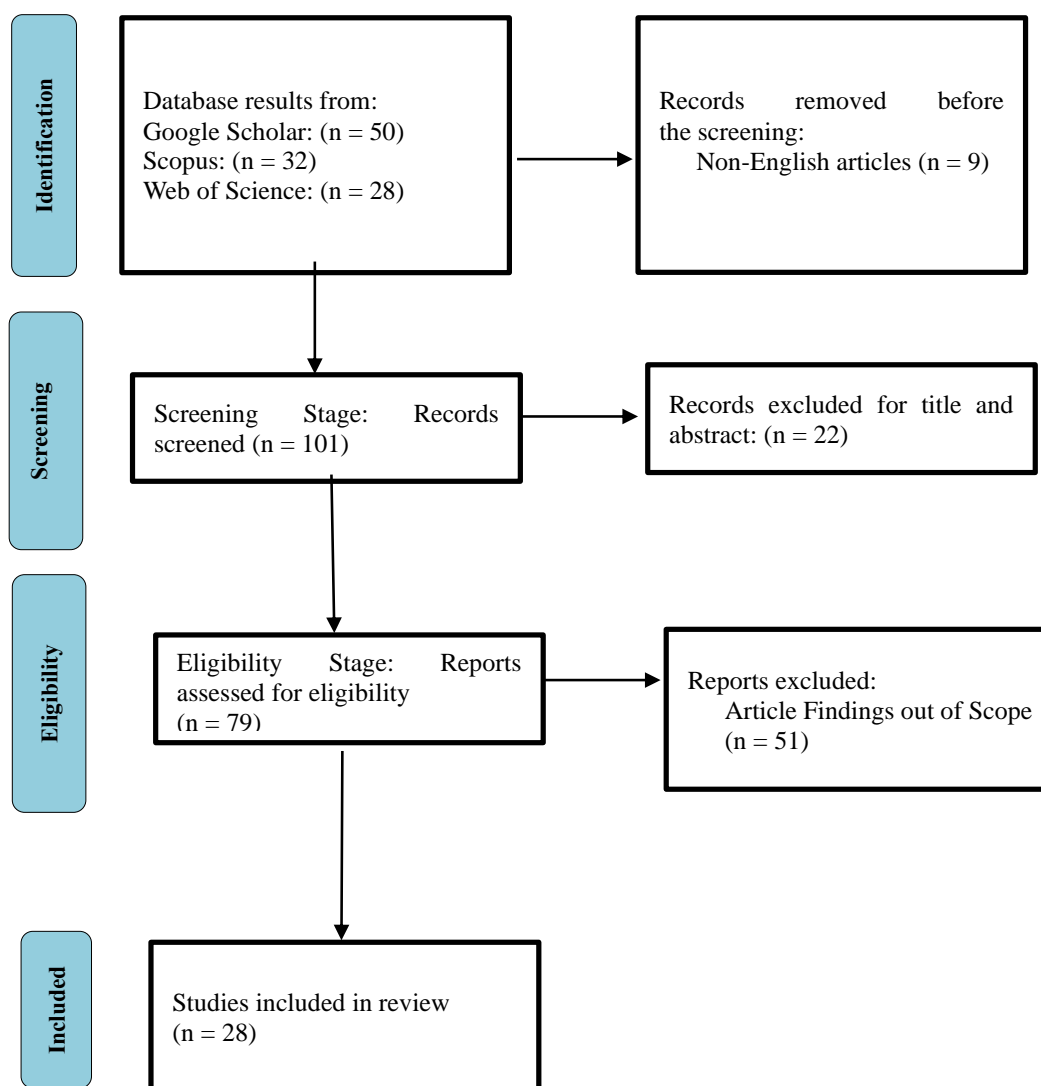 Identification
Database results from:
Google Scholar: (n = 50)
Scopus: (n = 32)
Web of Science: (n = 28)
Records removed before
the screening:
Non-English articles (n = 9)
Screening
Screening Stage: Records
screened (n = 101)
Records excluded for title and
abstract: (n = 22)
Eligibility
Eligibility Stage: Reports
assessed for eligibility
(n = 79)
Reports excluded:
Article Findings out of Scope
(n = 51)
Included
Studies included in review
(n = 28)